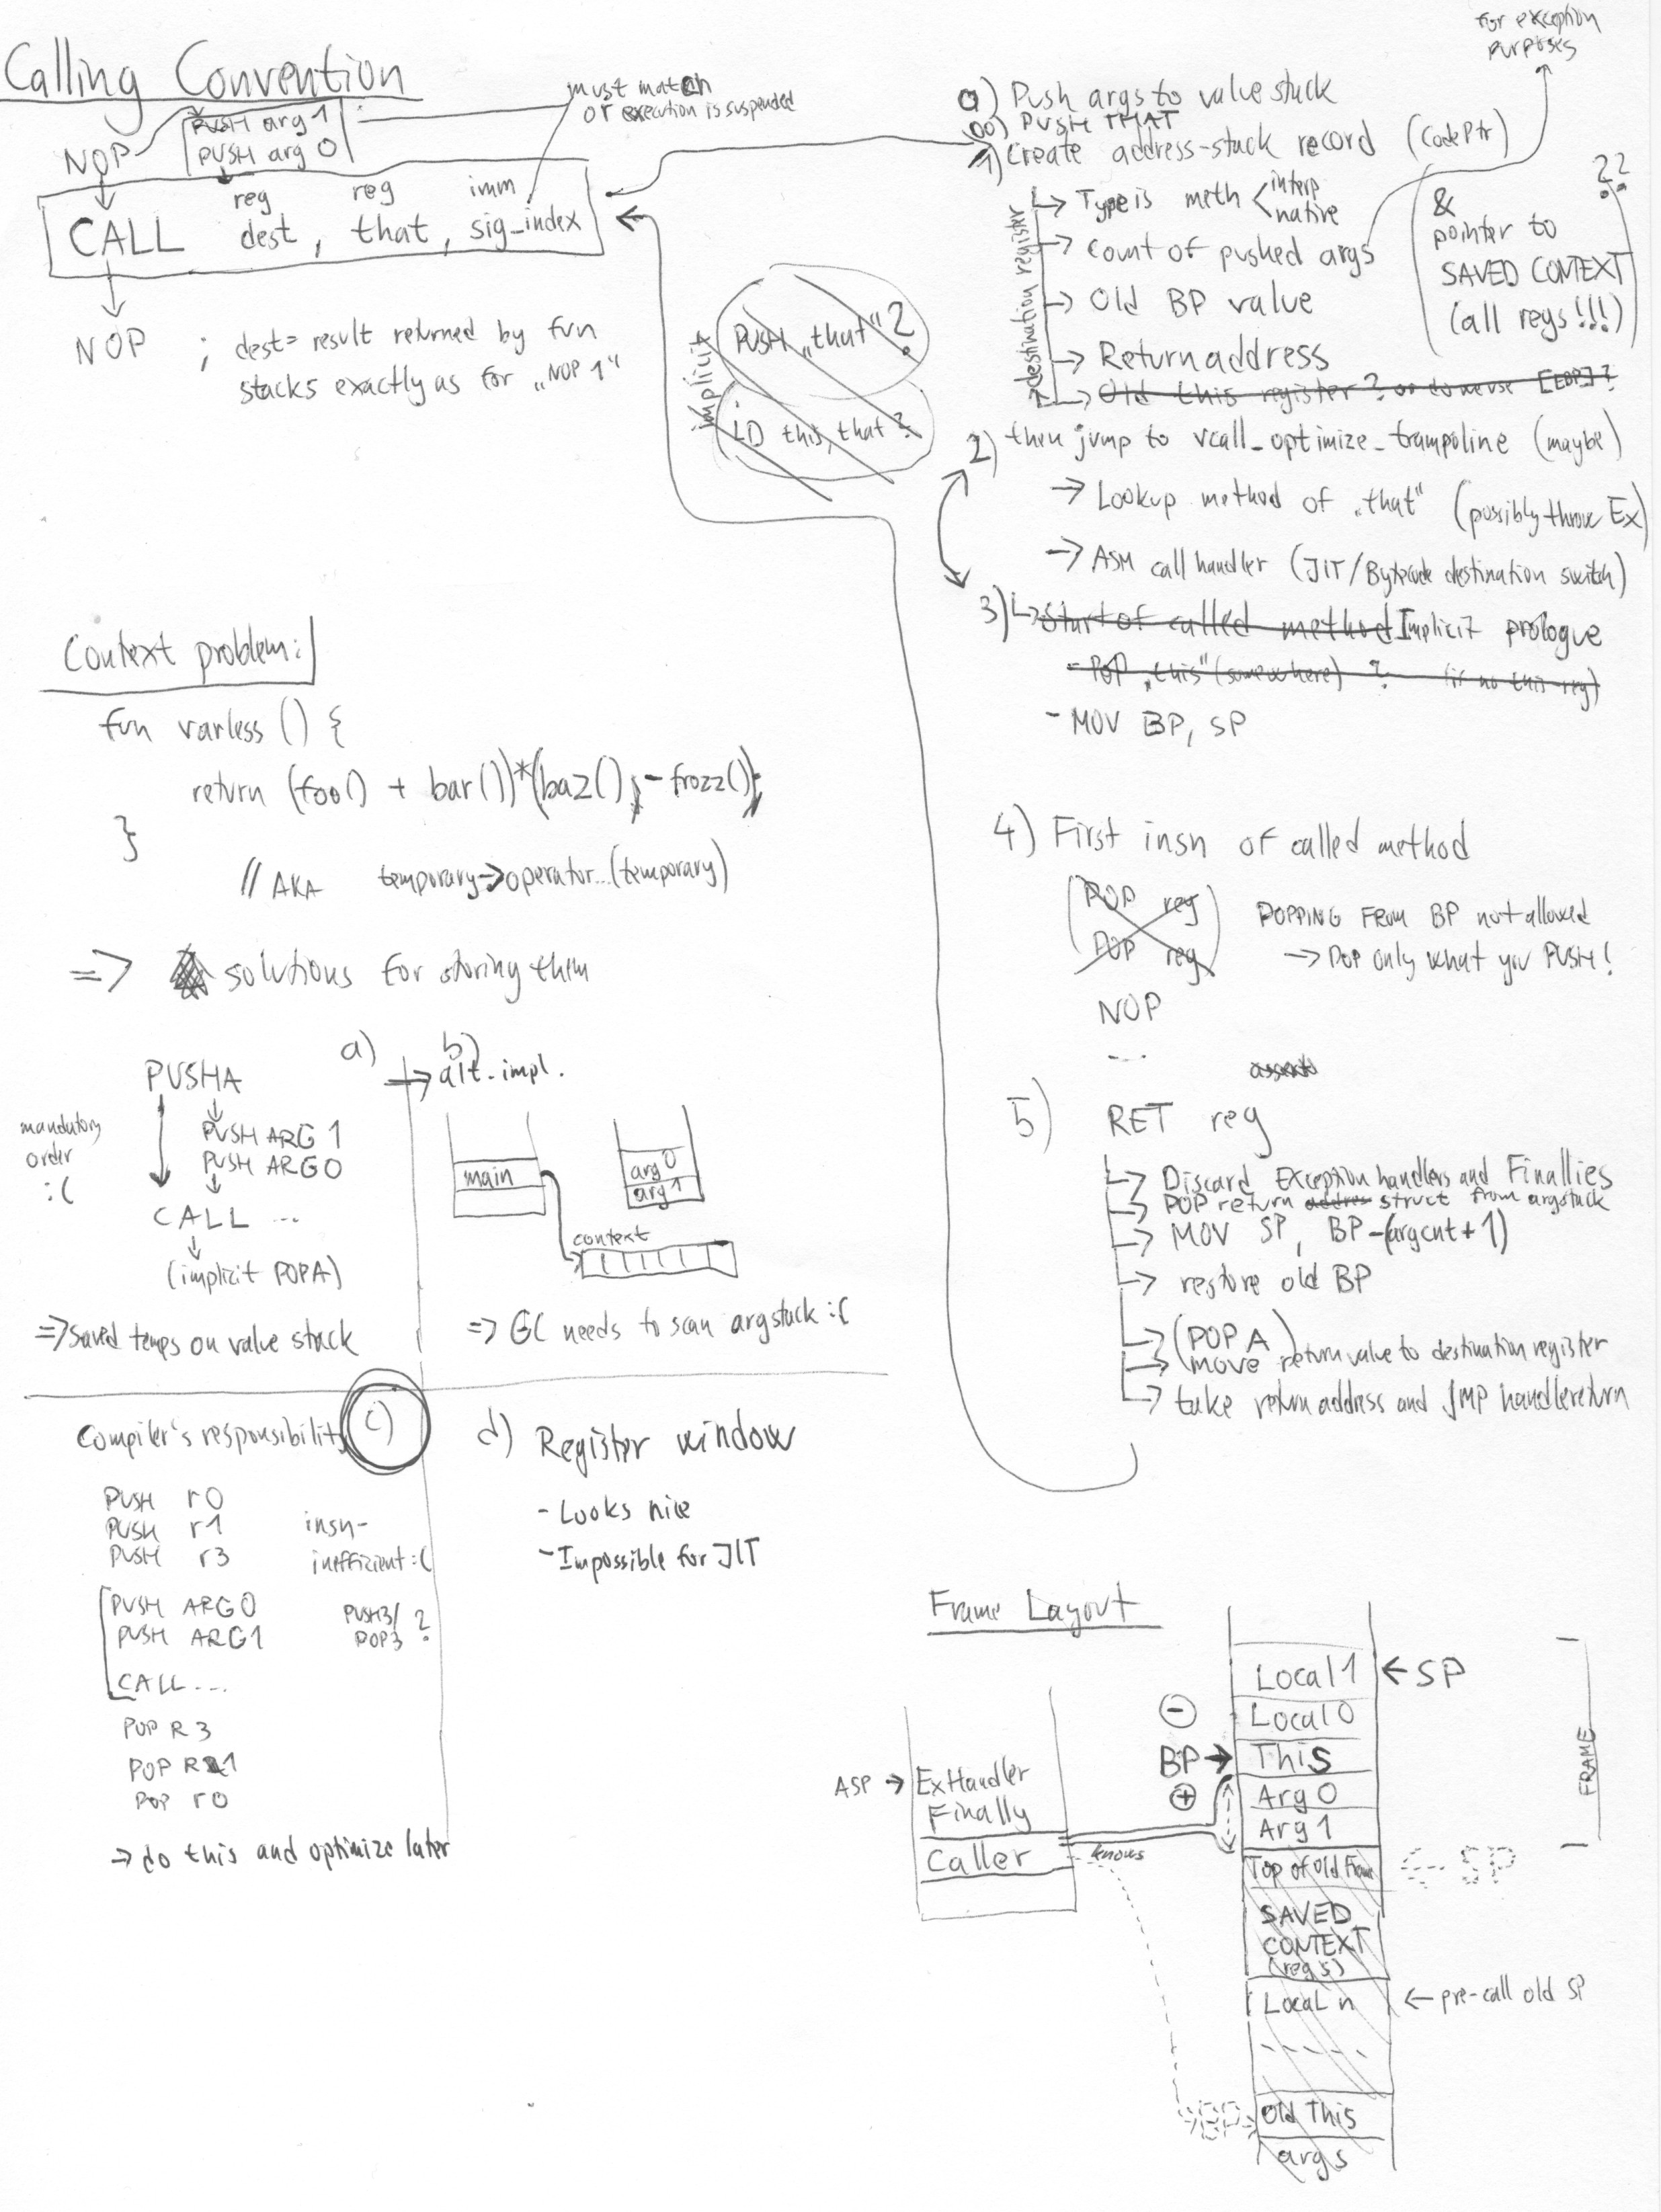 Calling Convention
must match
or execution is suspended
PUSH arg 1
NOP
PUSH arg 0
reg reg imm
CALL dest, that, sig_index
NOP ; dest= result returned by fun
stacks exactly as for „NOP 1"
implicit
PUSH „that"?
LD this, that?
for exception
purposes
0) Push args to value stack
00) PUSH THAT
1) Create address-stack record (CodePtr)
destination register
Type is meth < interp
native
count of pushed args
Old BP value
Return address
Old this register? or do we use [EBP]?
??
&
pointer to
SAVED CONTEXT
(all regs!!!)
2) then jump to vcall_optimize_trampoline (maybe)
→ Lookup method of „that" (possibly throw Ex)
→ ASM call handler (JIT/Bytecode destination switch)
3) Start of called method Implicit prologue
- POP „this" (somewhere) ? (if no this reg)
- MOV BP, SP
4) First insn of called method
POP reg
POP reg
POPPING FROM BP not allowed
→ Pop only what you PUSH!
NOP
...
5) RET reg
Discard Exception handlers and Finallies
POP return struct from argstack
MOV SP, BP-(argcnt+1)
restore old BP
(POPA)
move return value to destination register
take return address and JMP handlereturn
Context problem:
fun varless () {
return (foo() + bar())*(baz() - frozz());
}
// AKA temporary→operator...(temporary)
=> solutions for storing them
a)
PUSHA
mandatory
order
:(
PUSH ARG 1
PUSH ARG 0
CALL ...
(implicit POPA)
=> saved temps on value stack
b)
→ alt. impl.
main
arg 0
arg 1
context
=> GC needs to scan argstack :(
c)
Compiler's responsibility
PUSH r0
PUSH r1
PUSH r3
insn-
inefficient :(
PUSH ARG0
PUSH ARG1
PUSH3/
POP3 ?
CALL ...
POP R3
POP R1
POP r0
→ do this and optimize later
d) Register window
- Looks nice
- Impossible for JIT
Frame Layout
Local 1 ← SP
Local 0
BP → This
Arg 0
Arg 1
FRAME
ASP → ExHandler
Finally
Caller
knows
Top of old Frame
← SP
SAVED
CONTEXT
(regs)
Local n
← pre-call old SP
BP
Old This
args